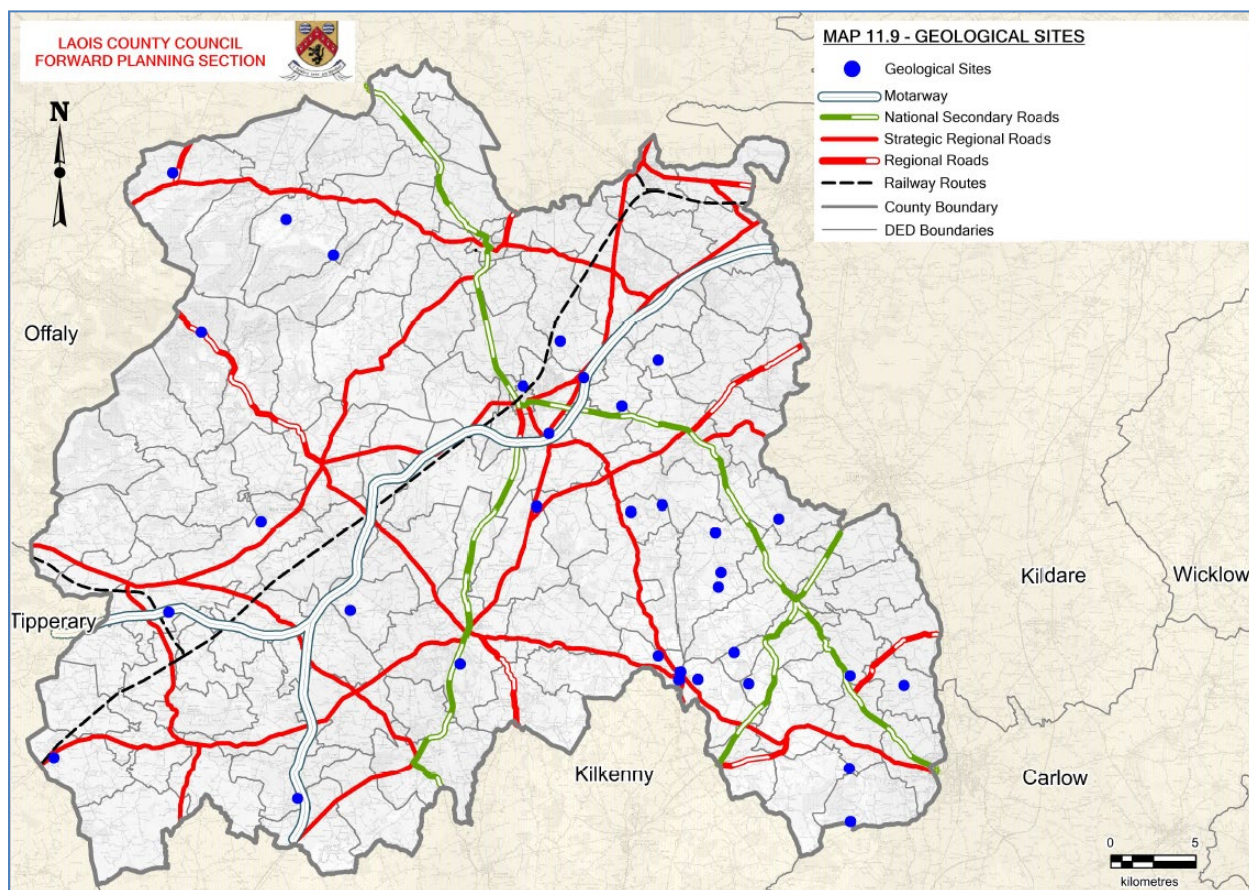 LAOIS COUNTY COUNCIL
FORWARD PLANNING SECTION
N
MAP 11.9 - GEOLOGICAL SITES
Geological Sites
Motarway
National Secondary Roads
Strategic Regional Roads
Regional Roads
Railway Routes
County Boundary
DED Boundaries
Offaly
Tipperary
Kildare
Wicklow
Kilkenny
Carlow
0 5
kilometres